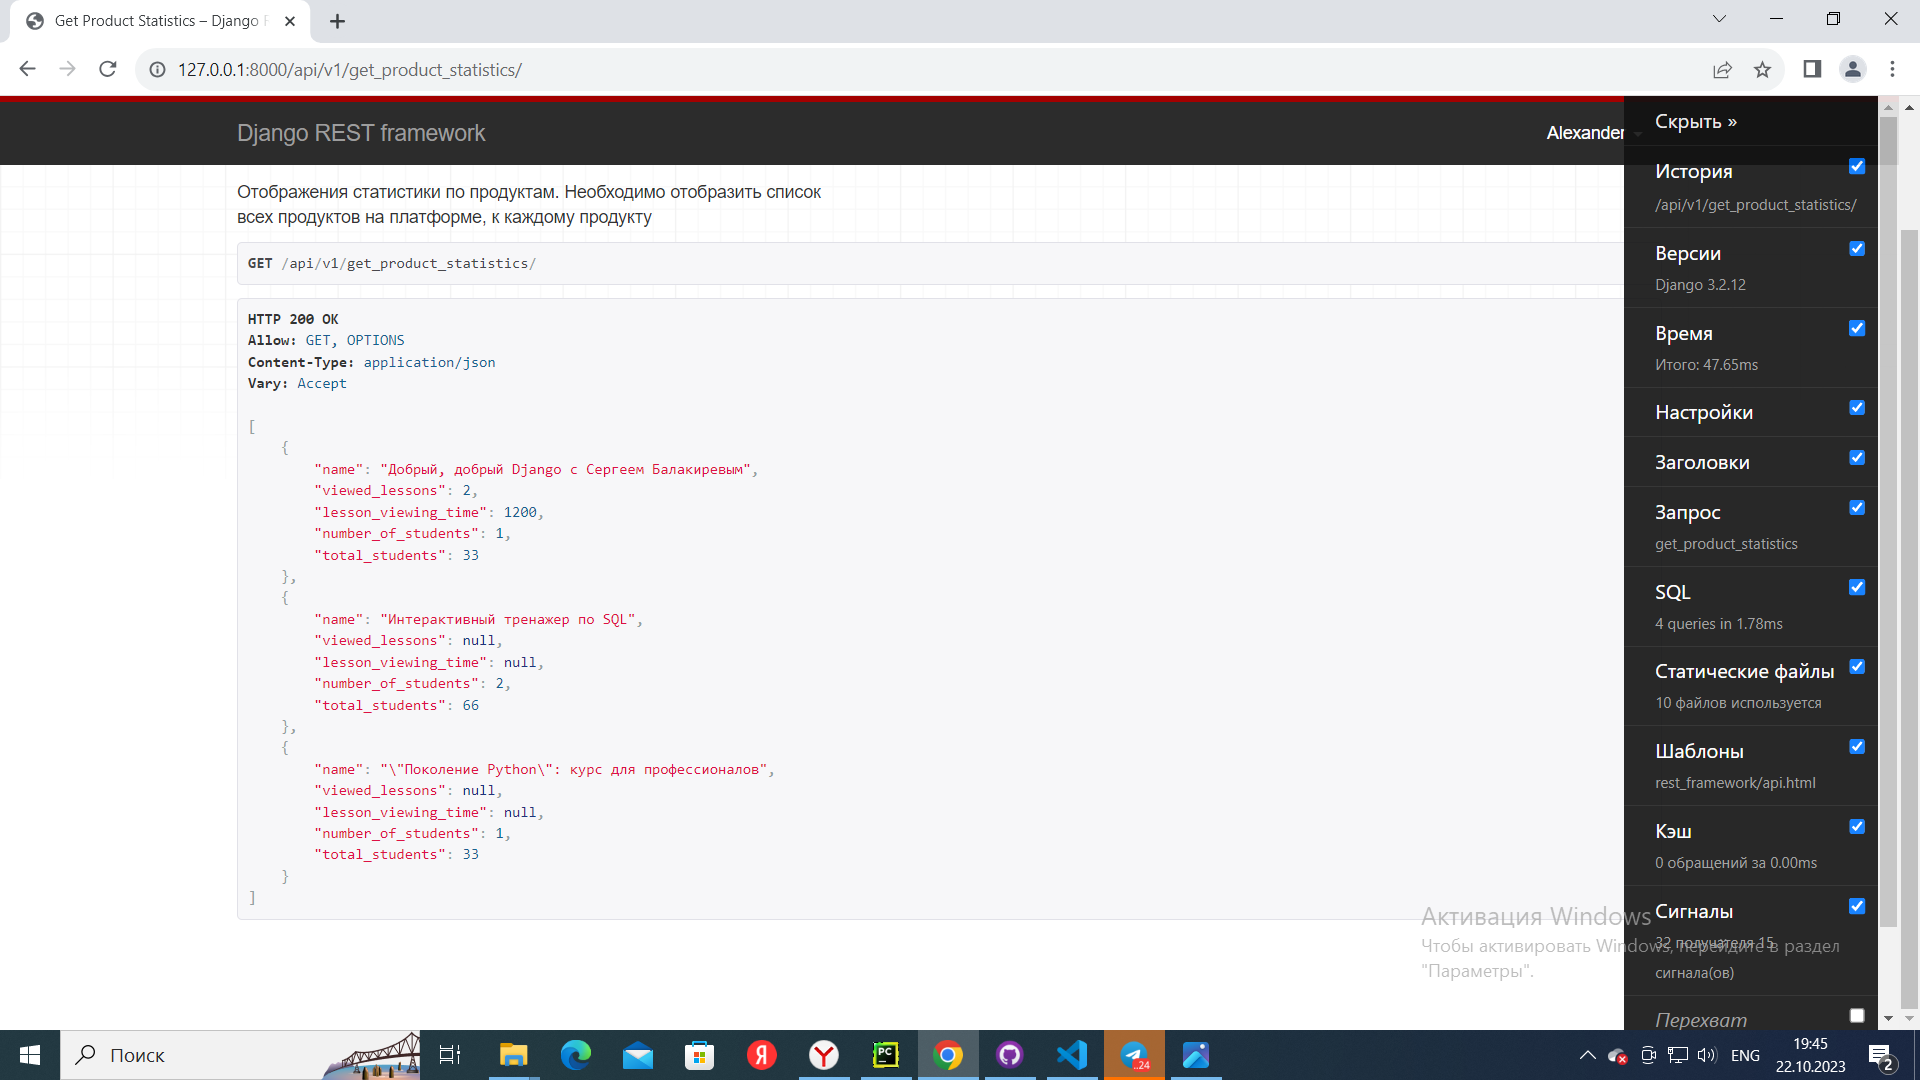 Get Product Statistics – Django R
127.0.0.1:8000/api/v1/get_product_statistics/
Django REST framework
Alexander
Отображения статистики по продуктам. Необходимо отобразить список
всех продуктов на платформе, к каждому продукту
GET /api/v1/get_product_statistics/
HTTP 200 OK
Allow: GET, OPTIONS
Content-Type: application/json
Vary: Accept
[
{
"name": "Добрый, добрый Django с Сергеем Балакиревым",
"viewed_lessons": 2,
"lesson_viewing_time": 1200,
"number_of_students": 1,
"total_students": 33
},
{
"name": "Интерактивный тренажер по SQL",
"viewed_lessons": null,
"lesson_viewing_time": null,
"number_of_students": 2,
"total_students": 66
},
{
"name": "\"Поколение Python\": курс для профессионалов",
"viewed_lessons": null,
"lesson_viewing_time": null,
"number_of_students": 1,
"total_students": 33
}
]
Скрыть »
История
/api/v1/get_product_statistics/
Версии
Django 3.2.12
Время
Итого: 47.65ms
Настройки
Заголовки
Запрос
get_product_statistics
SQL
4 queries in 1.78ms
Статические файлы
10 файлов используется
Шаблоны
rest_framework/api.html
Кэш
0 обращений за 0.00ms
Сигналы
32 получателя 15
сигнала(ов)
Перехват
Активация Windows
Чтобы активировать Windows, перейдите в раздел
"Параметры".
Поиск
Я
Y
PC
..24
ENG
19:45
22.10.2023
2